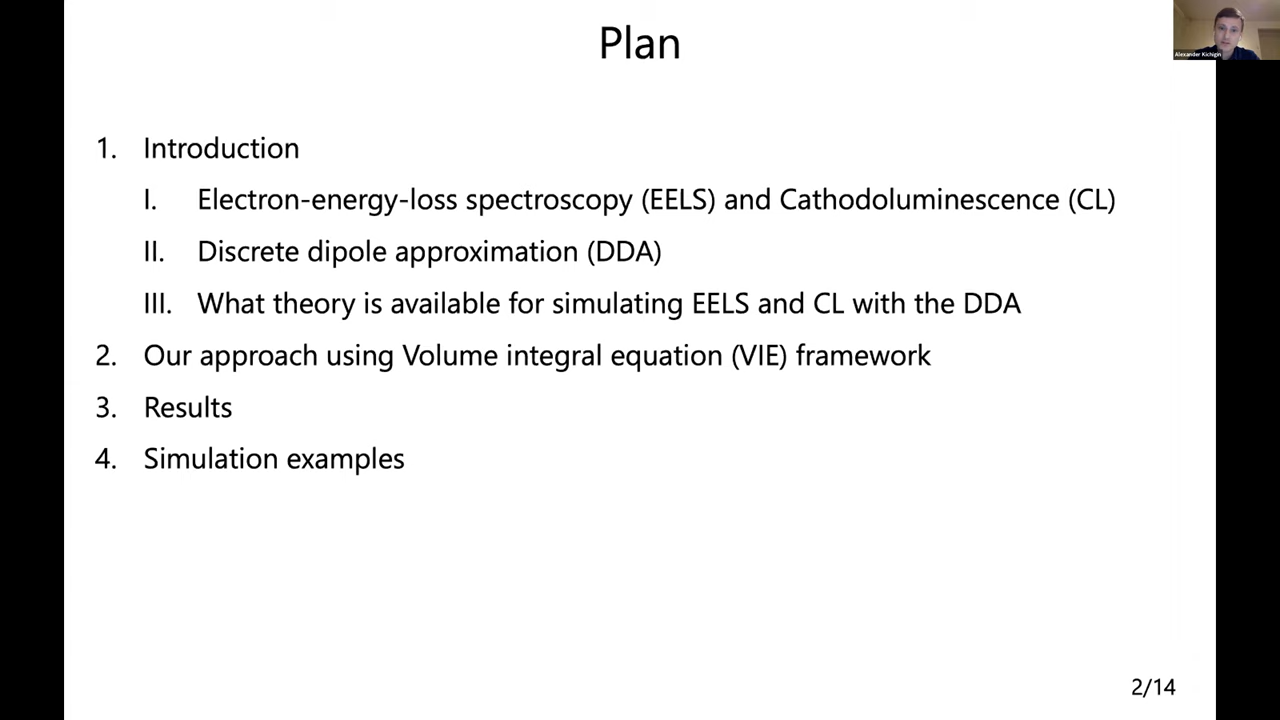 Plan
Alexander Kichigin
1. Introduction
I. Electron-energy-loss spectroscopy (EELS) and Cathodoluminescence (CL)
II. Discrete dipole approximation (DDA)
III. What theory is available for simulating EELS and CL with the DDA
2. Our approach using Volume integral equation (VIE) framework
3. Results
4. Simulation examples
2/14